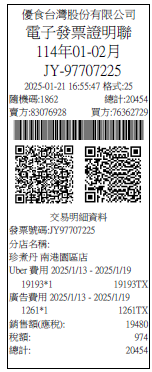 優食台灣股份有限公司
電子發票證明聯
114年01-02月
JY-97707225
2025-01-21 16:55:47 格式:25
隨機碼:1862 總計:20454
賣方:83076928 買方:76362729
交易明細資料
發票號碼:JY97707225
分店名稱:
珍煮丹 南港園區店
Uber 費用 2025/1/13 - 2025/1/19
19193*1 19193TX
廣告費用 2025/1/13 - 2025/1/19
1261*1 1261TX
銷售額(應稅): 19480
稅額: 974
總計: 20454